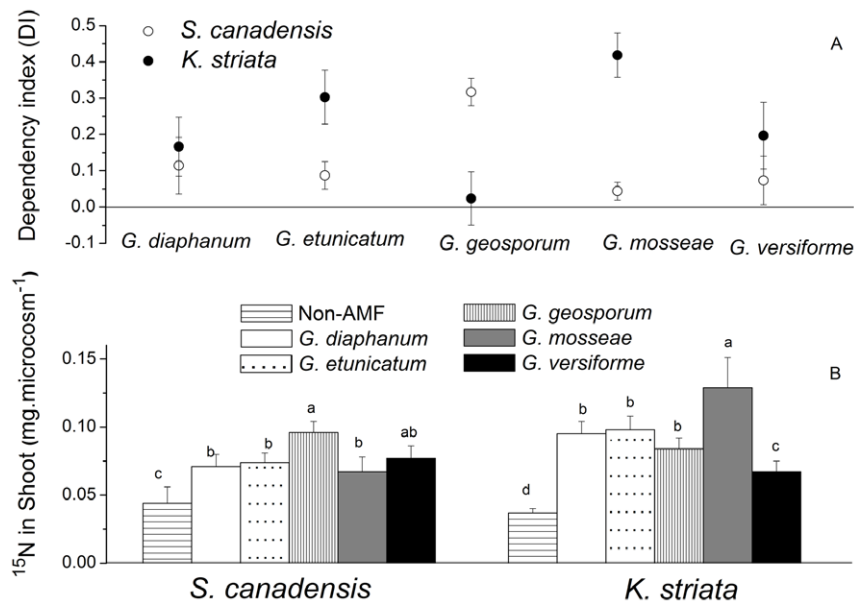 Dependency index (DI)
0.5
0.4
0.3
0.2
0.1
0.0
-0.1
S. canadensis
K. striata
A
G. diaphanum
G. etunicatum
G. geosporum
G. mosseae
G. versiforme
15N in Shoot (mg.microcosm-1)
0.15
0.10
0.05
0.00
Non-AMF
G. diaphanum
G. etunicatum
G. geosporum
G. mosseae
G. versiforme
B
c
b
b
a
b
ab
d
b
b
b
a
c
S. canadensis
K. striata